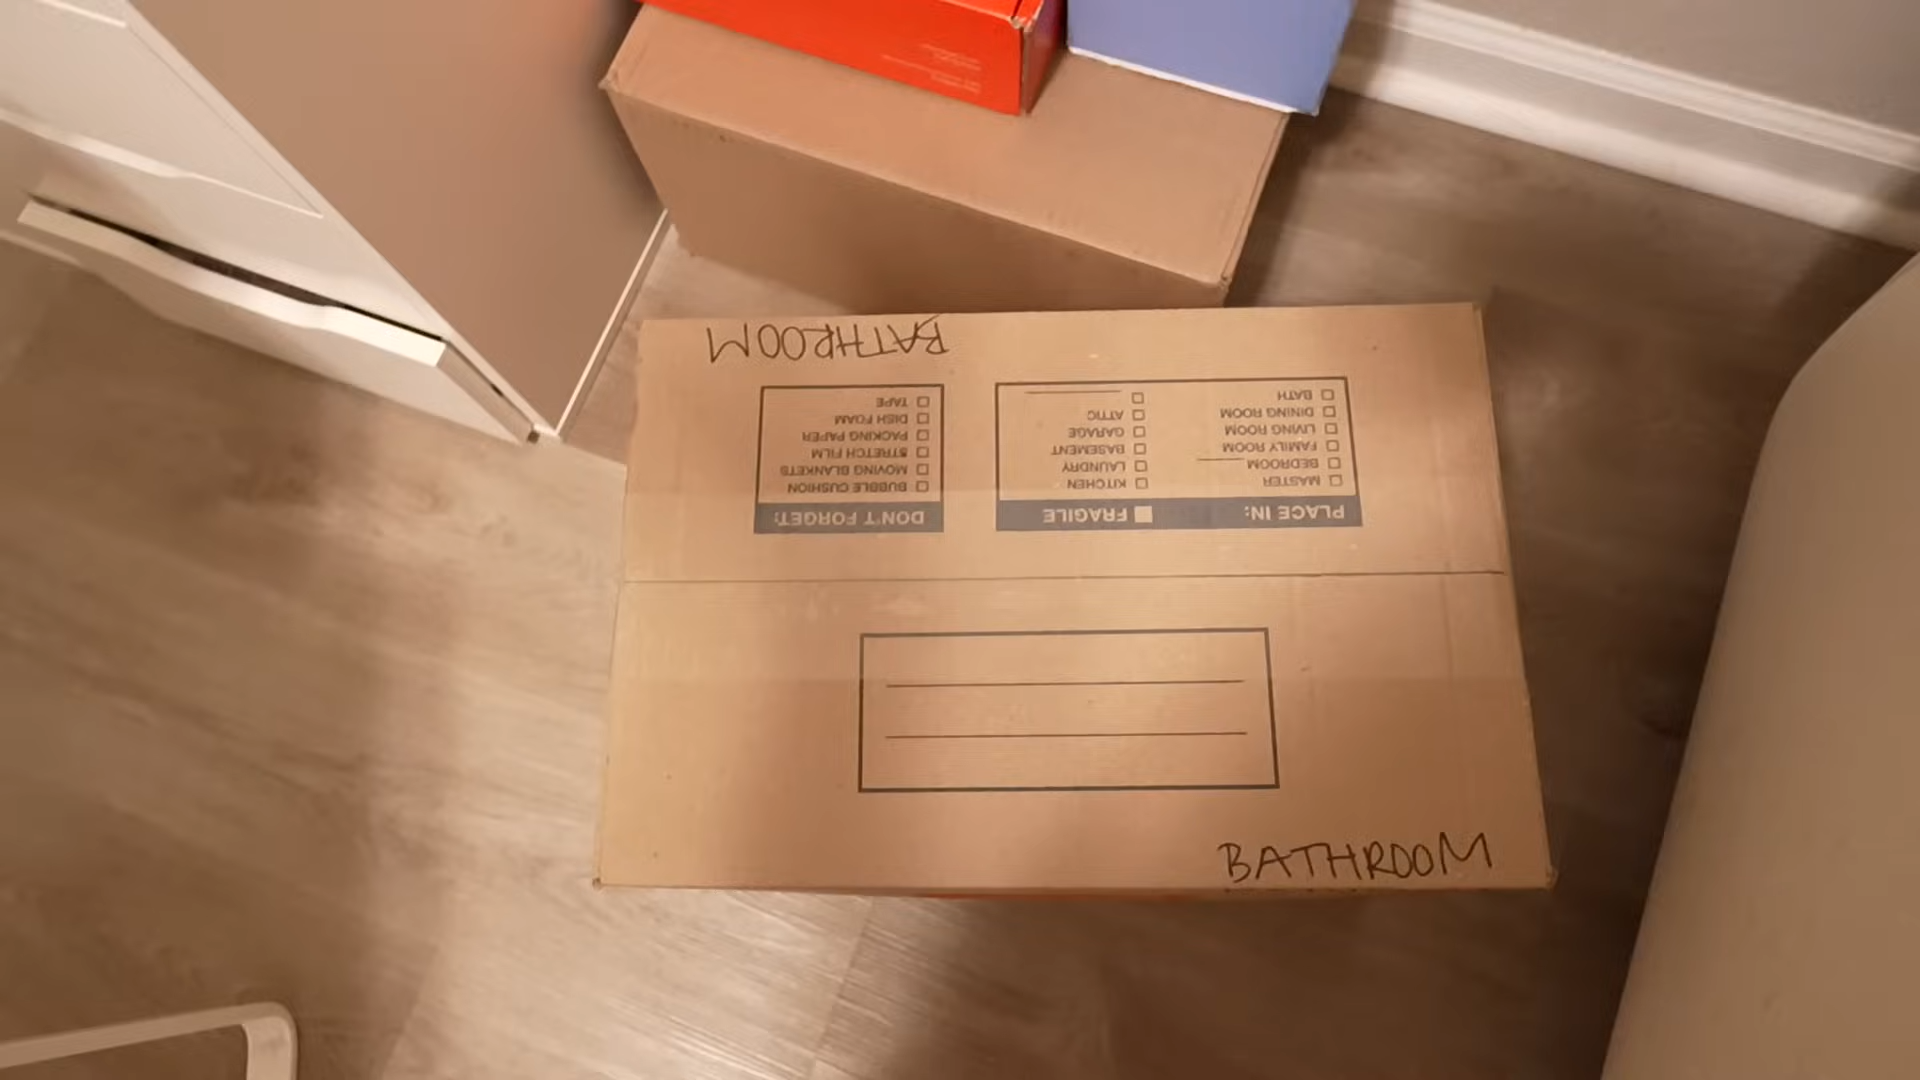 BATHROOM
PLACE IN: FRAGILE
MASTER
BEDROOM
FAMILY ROOM
LIVING ROOM
DINING ROOM
BATH
KITCHEN
LAUNDRY
BASEMENT
GARAGE
ATTIC
DON'T FORGET:
BUBBLE CUSHION
MOVING BLANKETS
STRETCH FILM
PACKING PAPER
DISH FOAM
TAPE
BATHROOM